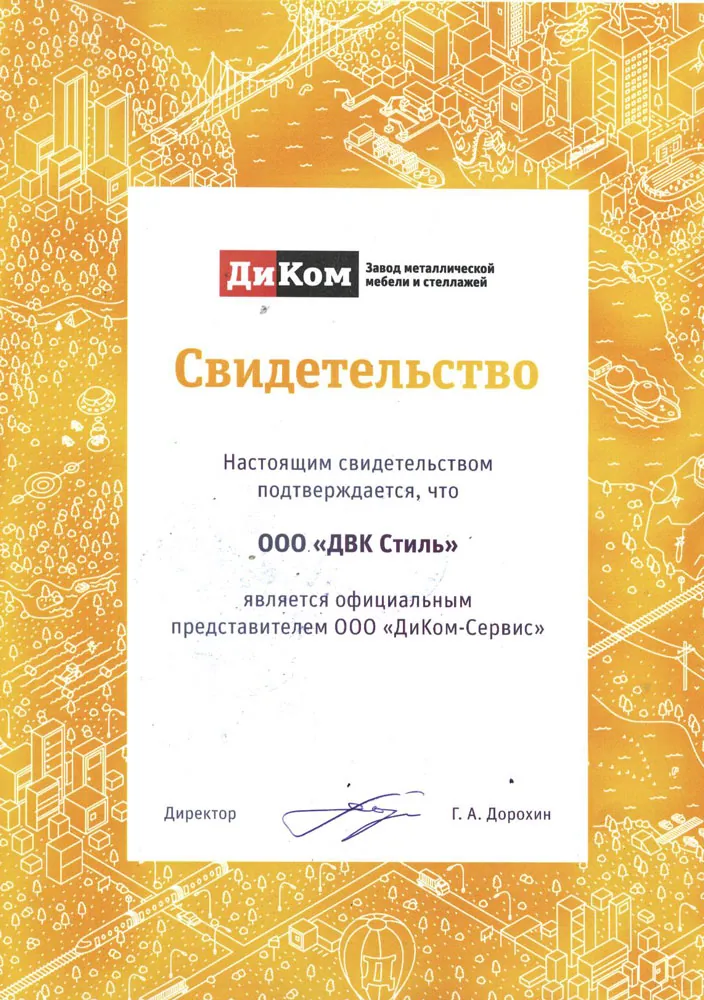 ДиКом
Завод металлической
мебели и стеллажей
Свидетельство
Настоящим свидетельством
подтверждается, что
ООО «ДВК Стиль»
является официальным
представителем ООО «ДиКом-Сервис»
Директор
Г. А. Дорохин